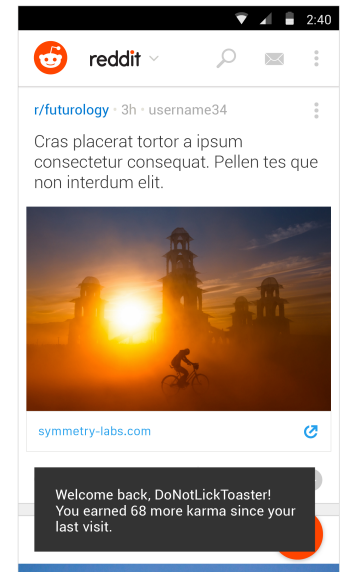 2:40
reddit
r/futurology • 3h • username34
Cras placerat tortor a ipsum
consectetur consequat. Pellen tes que
non interdum elit.
symmetry-labs.com
Welcome back, DoNotLickToaster!
You earned 68 more karma since your
last visit.